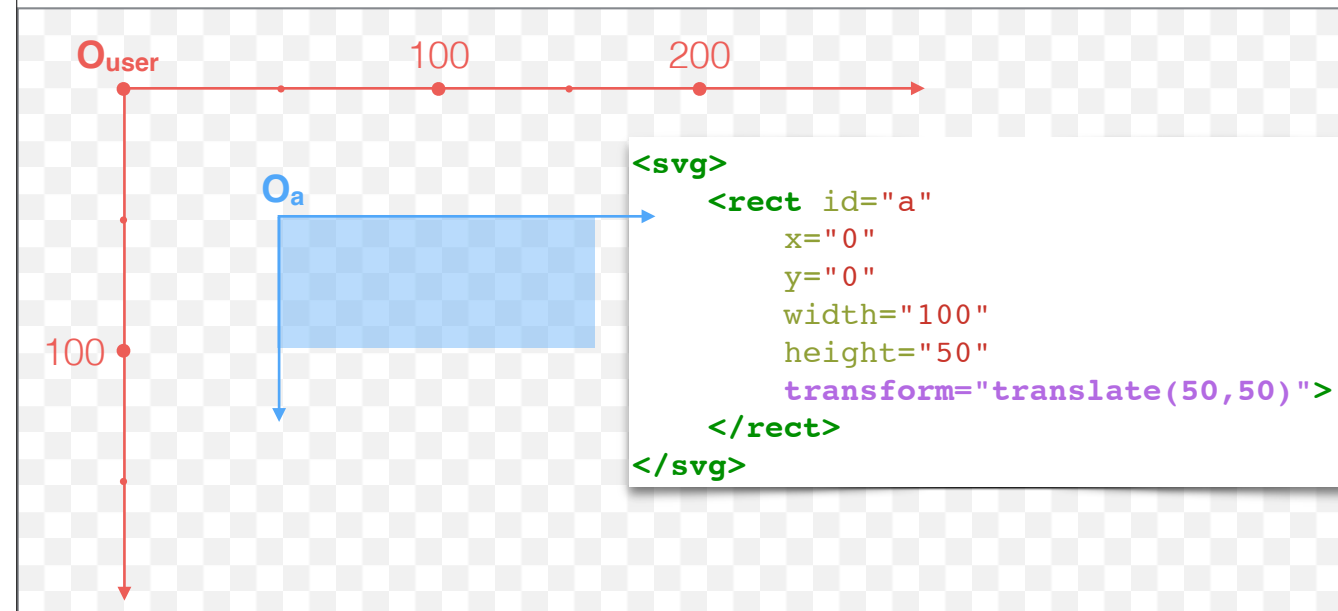 Ouser 100 200
Oa
100
<svg>
<rect id="a"
x="0"
y="0"
width="100"
height="50"
transform="translate(50,50)">
</rect>
</svg>